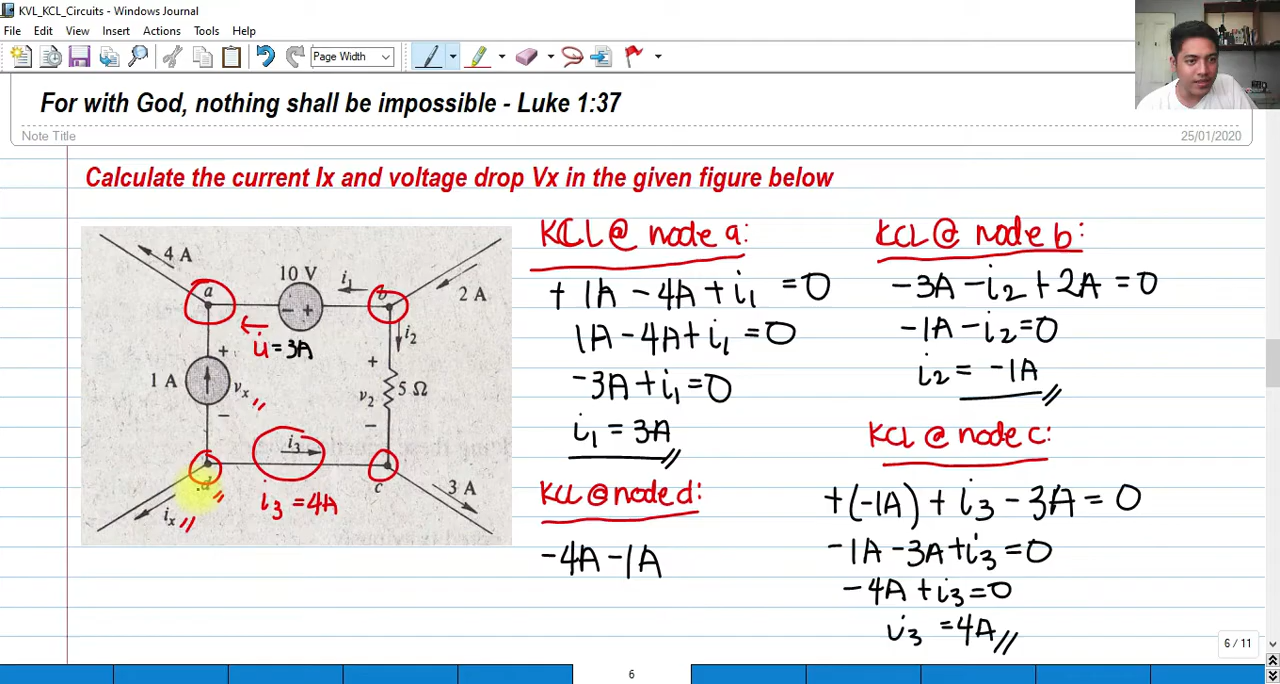 KVL_KCL_Circuits - Windows Journal
File Edit View Insert Actions Tools Help
Page Width
For with God, nothing shall be impossible - Luke 1:37
Note Title
25/01/2020
Calculate the current Ix and voltage drop Vx in the given figure below
4 A
10 V
i₁
2 A
a
b
i₁ = 3A
i₂
+
+
1 A
vₓ
v₂
5 Ω
−
−
i₃
d
c
i₃ = 4A
3 A
iₓ
KCL @ node a:
+ 1A - 4A + i₁ = 0
1A - 4A + i₁ = 0
-3A + i₁ = 0
i₁ = 3A
KCL @ node d:
-4A - 1A
KCL @ node b:
-3A - i₂ + 2A = 0
-1A - i₂ = 0
i₂ = -1A
KCL @ node c:
+(-1A) + i₃ - 3A = 0
-1A - 3A + i₃ = 0
-4A + i₃ = 0
i₃ = 4A
6 / 11
6